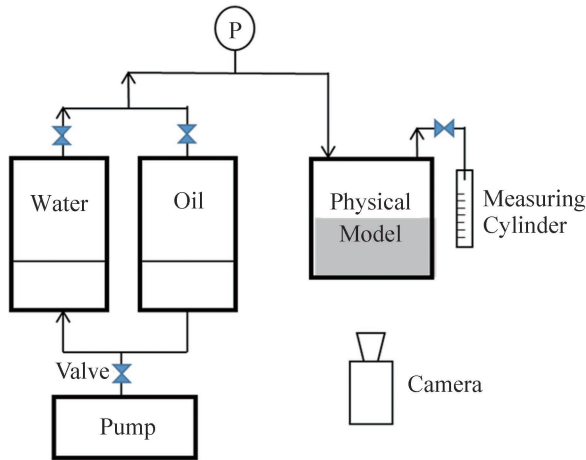 P
Water
Oil
Physical
Model
Measuring
Cylinder
Valve
Camera
Pump